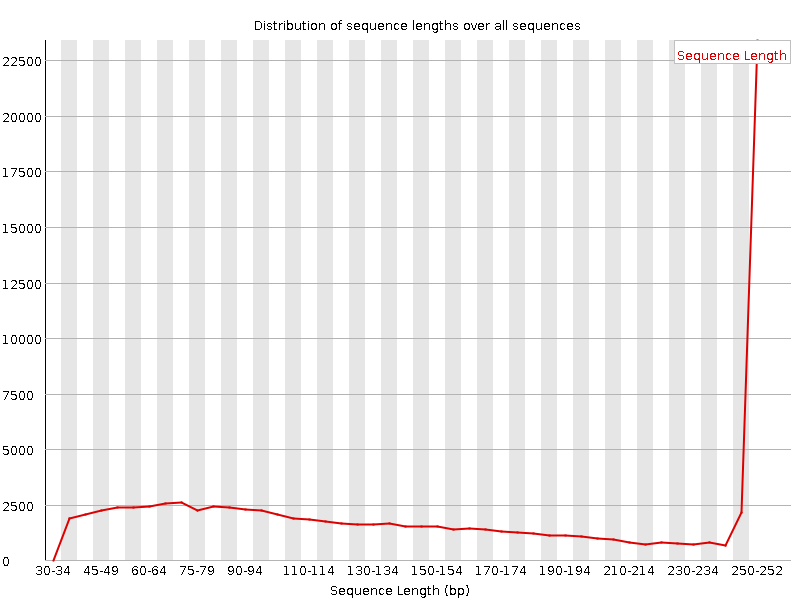 Distribution of sequence lengths over all sequences
Sequence Length
22500
20000
17500
15000
12500
10000
7500
5000
2500
0
30-34 45-49 60-64 75-79 90-94 110-114 130-134 150-154 170-174 190-194 210-214 230-234 250-252
Sequence Length (bp)